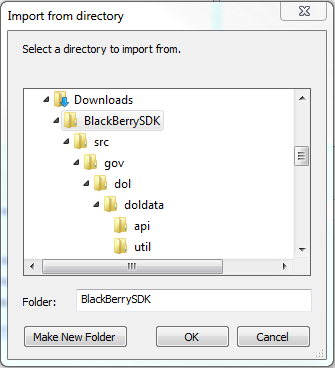 Import from directory
Select a directory to import from.
Downloads
BlackBerrySDK
src
gov
dol
doldata
api
util
Folder: BlackBerrySDK
Make New Folder OK Cancel